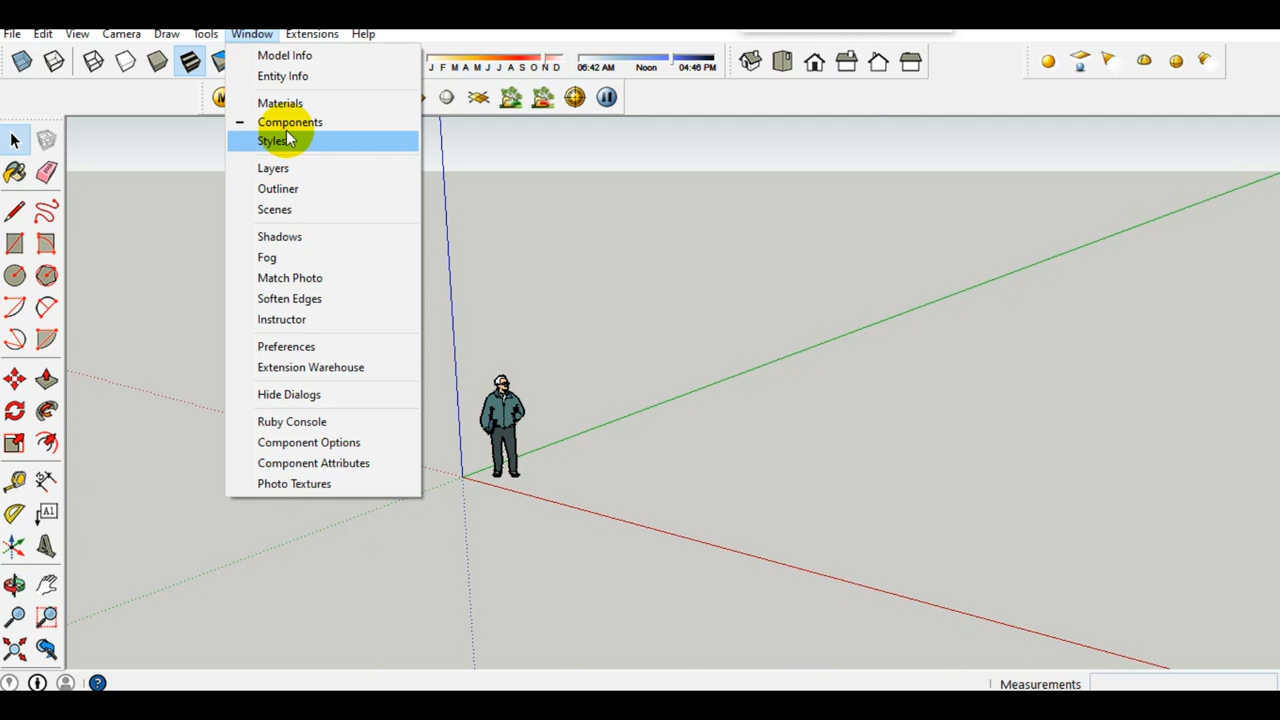 File Edit View Camera Draw Tools Window Extensions Help
Model Info
Entity Info
J F M A M J J A S O N D 06:42 AM Noon 04:46 PM
Materials
Components
Styles
Layers
Outliner
Scenes
Shadows
Fog
Match Photo
Soften Edges
Instructor
Preferences
Extension Warehouse
Hide Dialogs
Ruby Console
Component Options
Component Attributes
Photo Textures
A1
Measurements